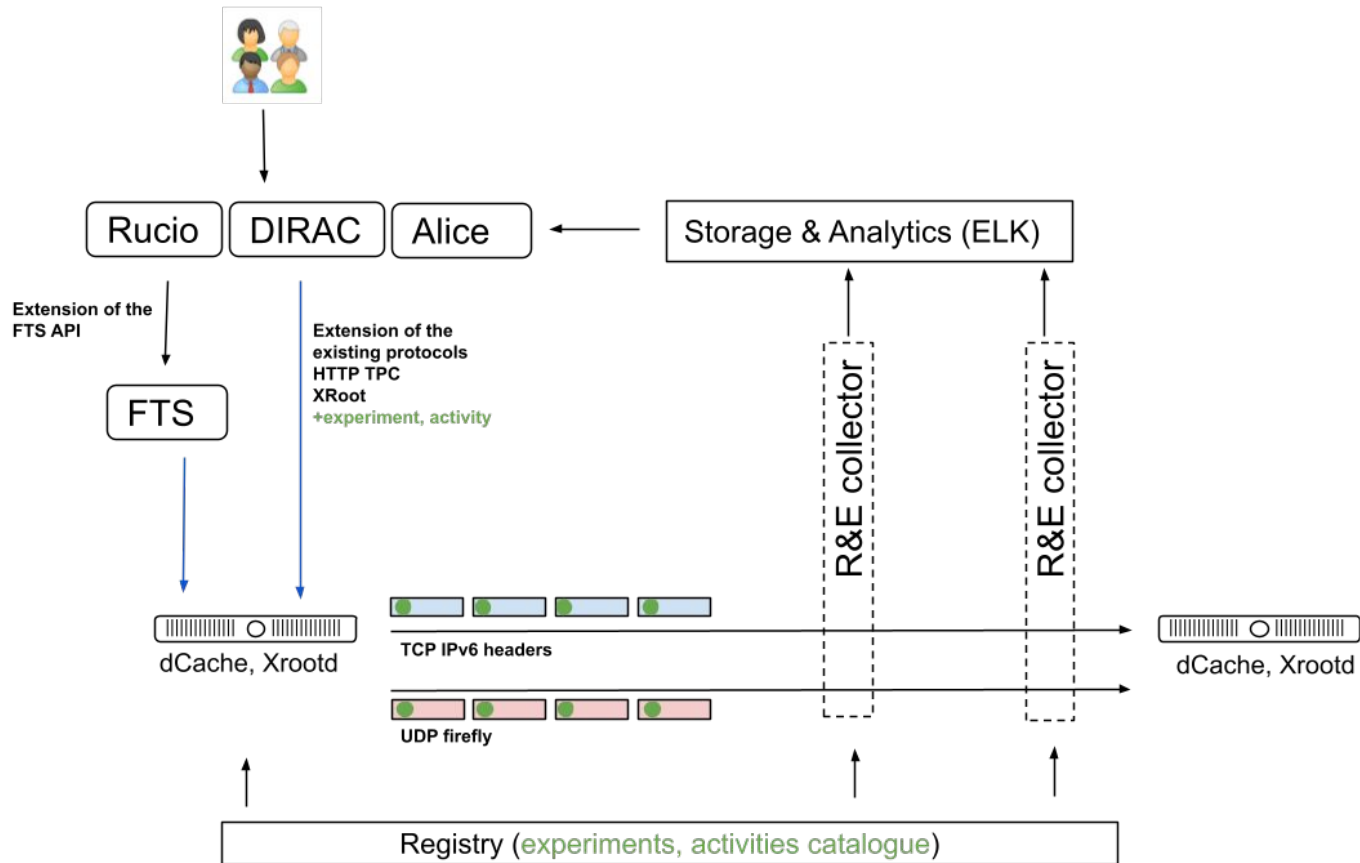 Rucio
DIRAC
Alice
Storage & Analytics (ELK)
Extension of the
FTS API
Extension of the
existing protocols
HTTP TPC
XRoot
+experiment, activity
FTS
R&E collector
R&E collector
dCache, Xrootd
TCP IPv6 headers
dCache, Xrootd
UDP firefly
Registry (experiments, activities catalogue)